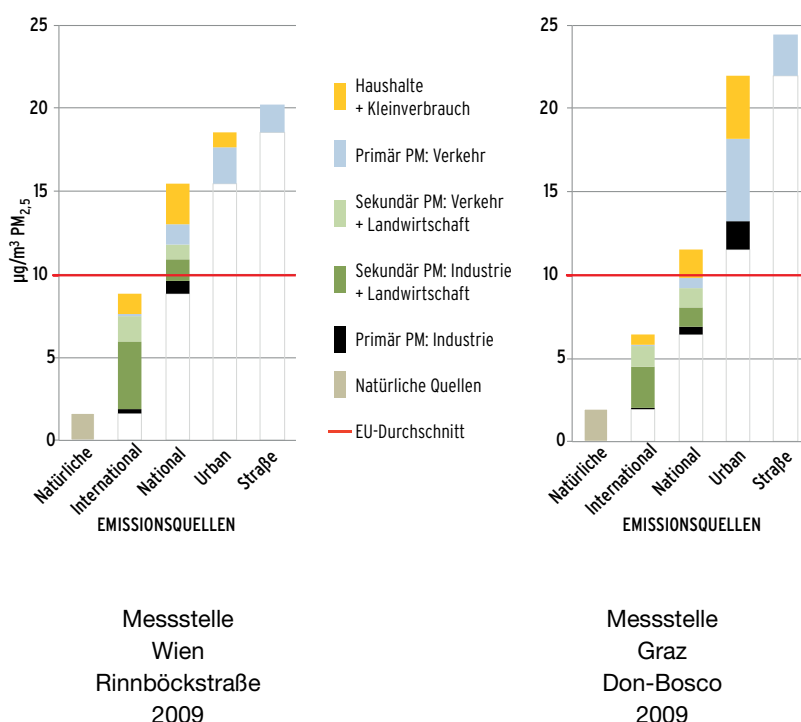 µg/m³ PM2,5
25
20
15
10
5
0
Natürliche
International
National
Urban
Straße
EMISSIONSQUELLEN
Haushalte
+ Kleinverbrauch
Primär PM: Verkehr
Sekundär PM: Verkehr
+ Landwirtschaft
Sekundär PM: Industrie
+ Landwirtschaft
Primär PM: Industrie
Natürliche Quellen
EU-Durchschnitt
25
20
15
10
5
0
Natürliche
International
National
Urban
Straße
EMISSIONSQUELLEN
Messstelle
Wien
Rinnböckstraße
2009
Messstelle
Graz
Don-Bosco
2009